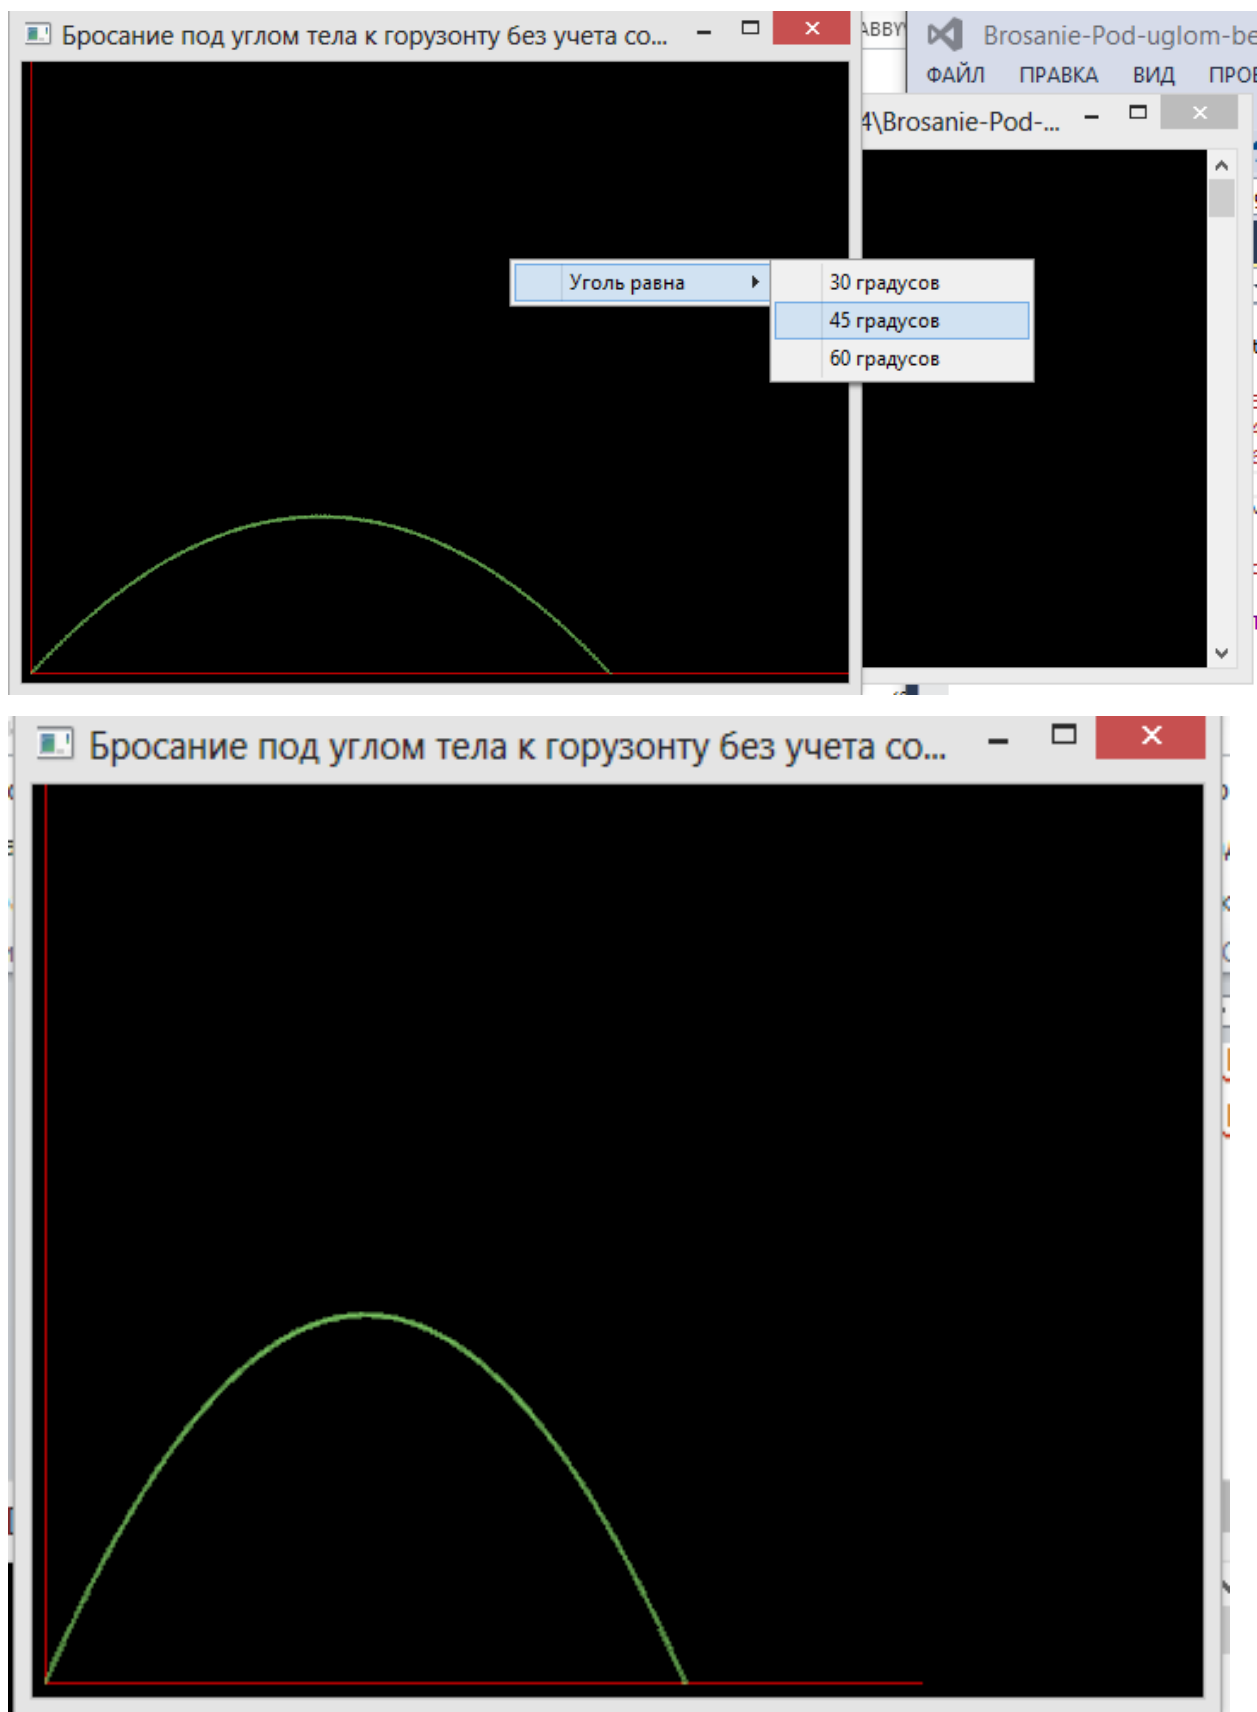 Бросание под углом тела к горузонту без учета со...
ABBY
Brosanie-Pod-uglom-be
ФАЙЛ ПРАВКА ВИД ПРОВ
4\Brosanie-Pod-...
Уголь равна
30 градусов
45 градусов
60 градусов
Бросание под углом тела к горузонту без учета со...